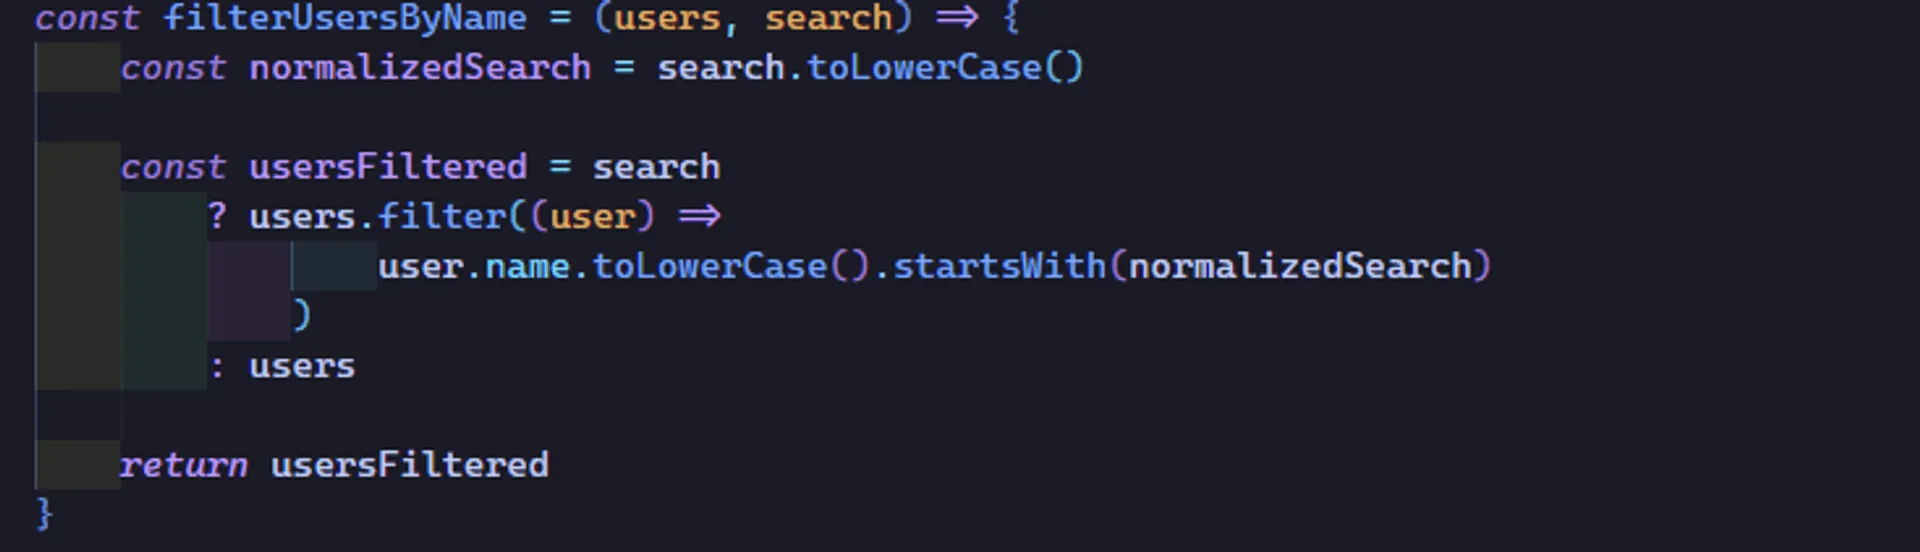 const filterUsersByName = (users, search) => {
const normalizedSearch = search.toLowerCase()
const usersFiltered = search
? users.filter((user) =>
user.name.toLowerCase().startsWith(normalizedSearch)
)
: users
return usersFiltered
}